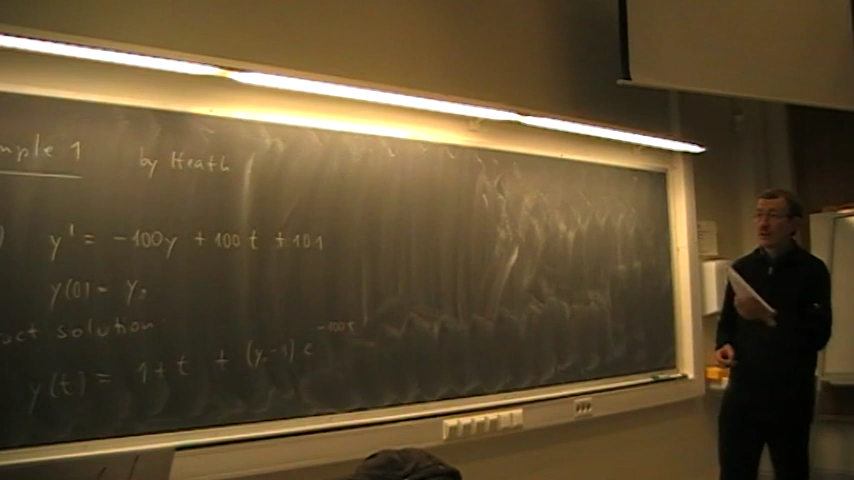 mple 1 by Heath
) y' = -100y + 100t + 101
y(0) = y₀
act solution
y(t) = 1 + t + (y₀-1) e^-100t